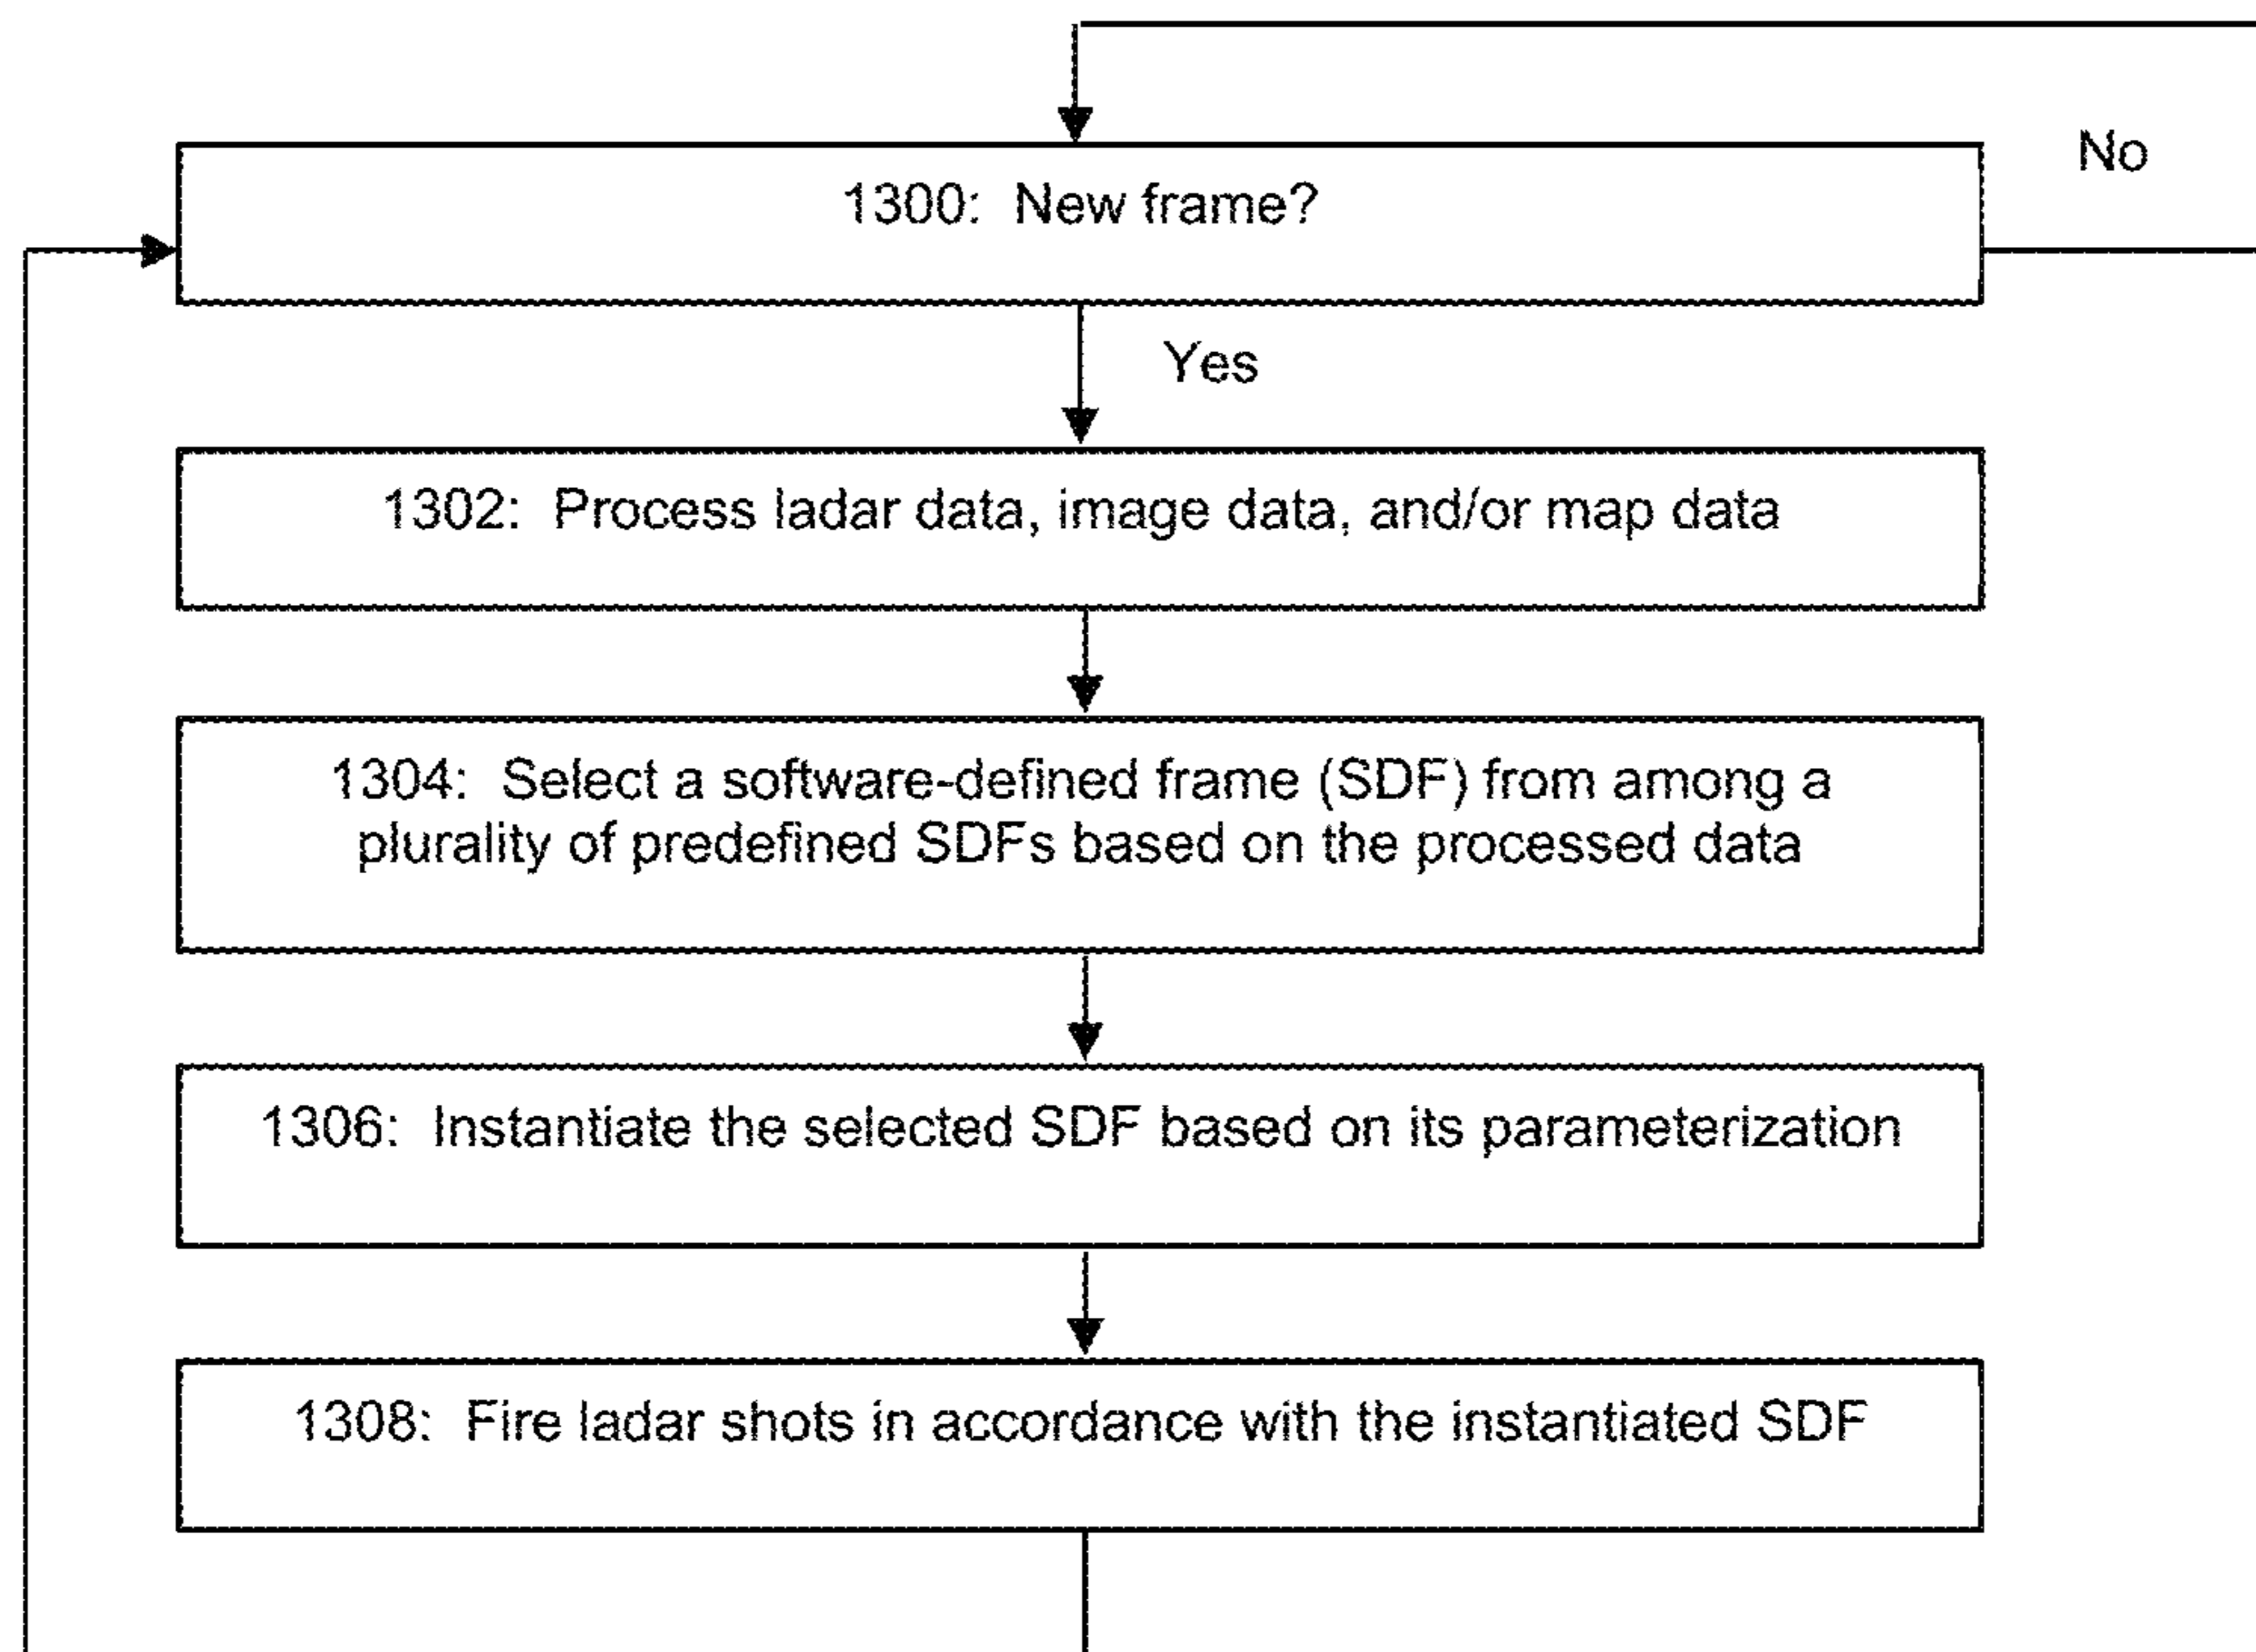 No
1300: New frame?
Yes
1302: Process ladar data, image data, and/or map data
1304: Select a software-defined frame (SDF) from among a
plurality of predefined SDFs based on the processed data
1306: Instantiate the selected SDF based on its parameterization
1308: Fire ladar shots in accordance with the instantiated SDF